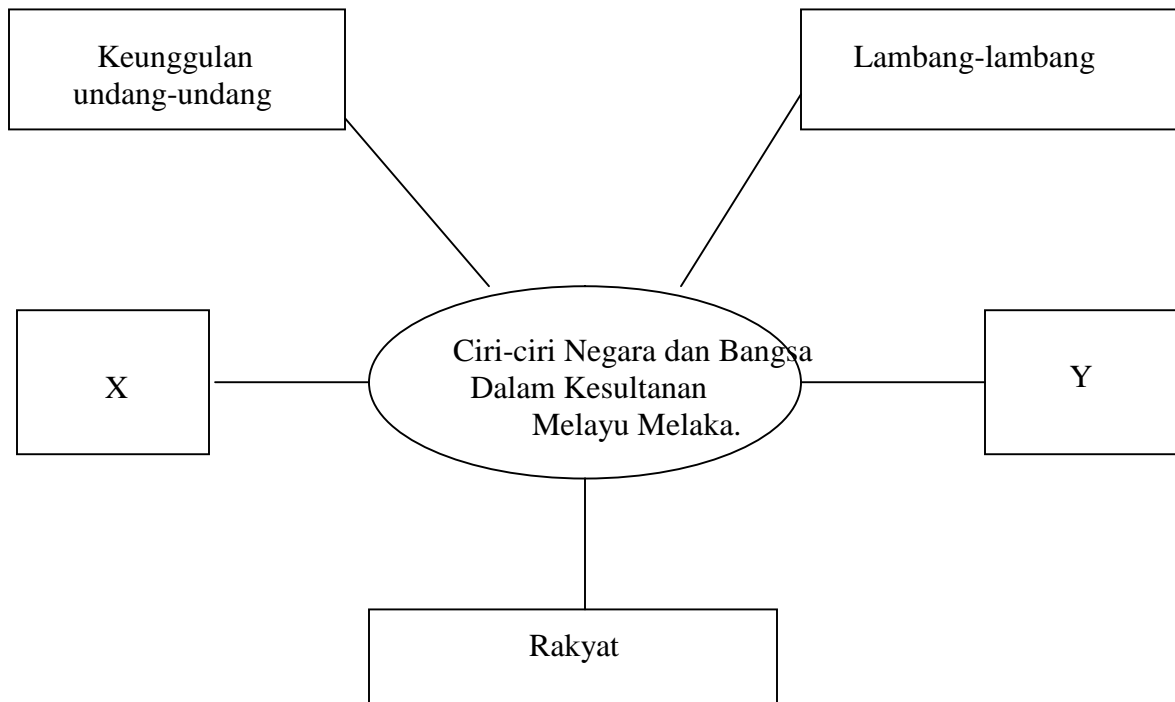 Keunggulan
undang-undang
Lambang-lambang
X
Ciri-ciri Negara dan Bangsa
Dalam Kesultanan
Melayu Melaka.
Y
Rakyat